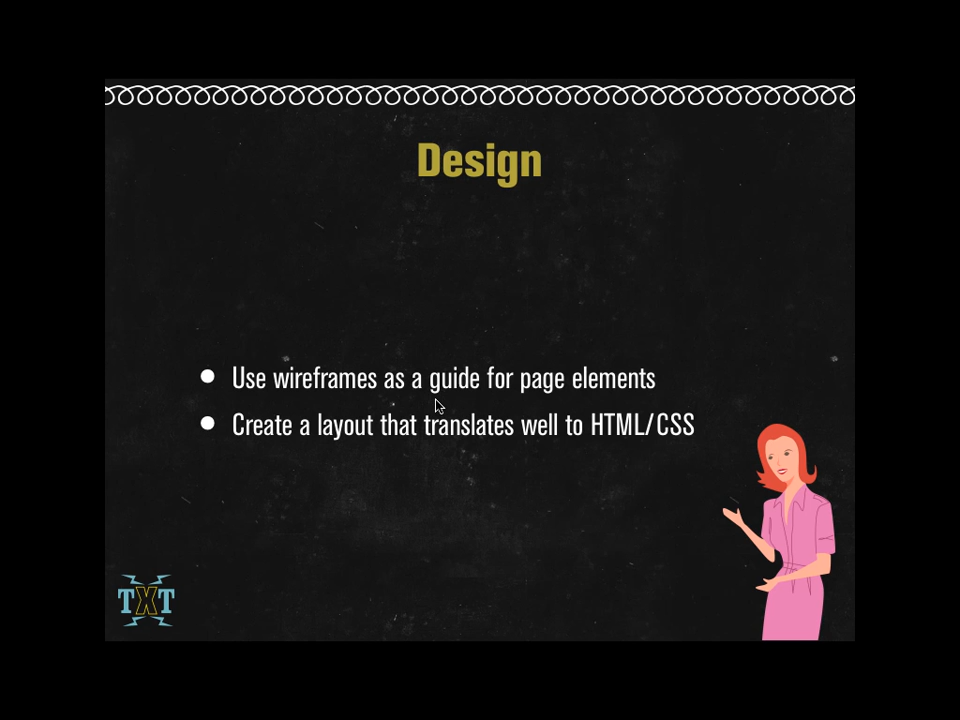 Design
Use wireframes as a guide for page elements
Create a layout that translates well to HTML/CSS
TXT